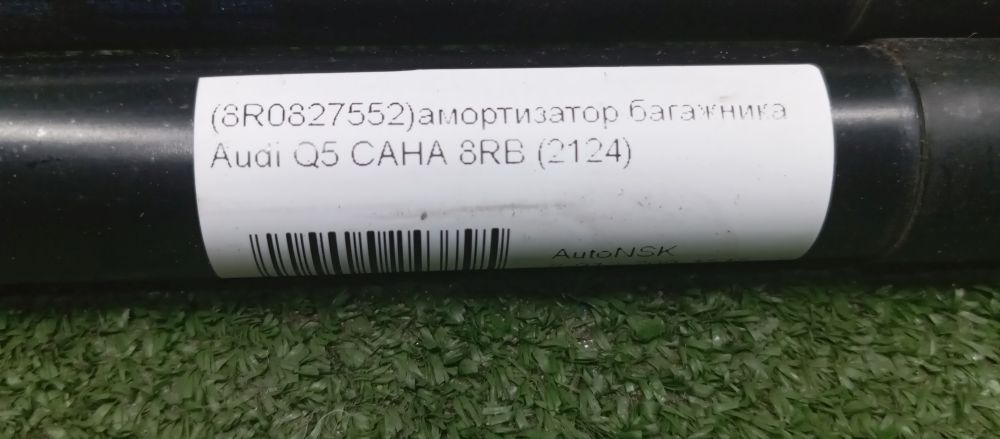 (8R0827552)амортизатор багажника
Audi Q5 CAHA 8RB (2124)
AutoNSK